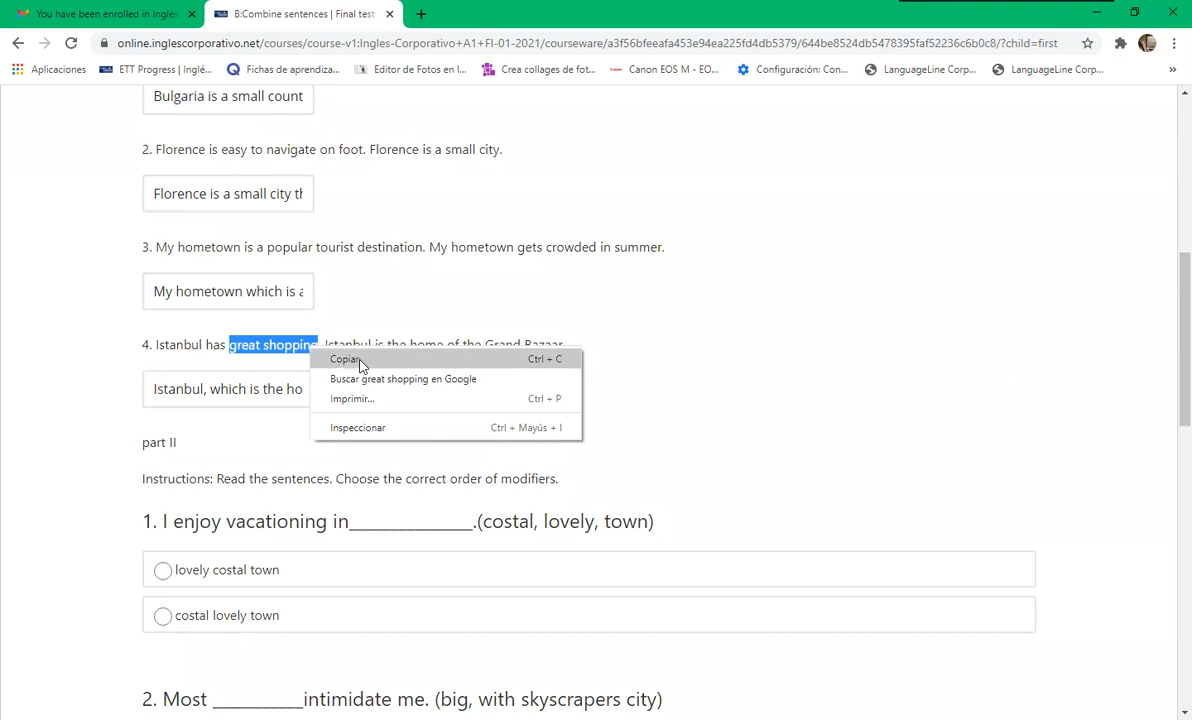 You have been enrolled in Inglés
B:Combine sentences | Final test
online.inglescorporativo.net/courses/course-v1:Ingles-Corporativo+A1+FI-01-2021/courseware/a3f56bfeeafa453e94ea225fd4db5379/644be8524db5478395faf52236c6b0c8/?child=first
Aplicaciones
ETT Progress | Inglé...
Fichas de aprendiza...
Editor de Fotos en l...
Crea collages de fot...
Canon EOS M - EO...
Configuración: Con...
LanguageLine Corp...
LanguageLine Corp...
»
Bulgaria is a small count
2. Florence is easy to navigate on foot. Florence is a small city.
Florence is a small city th
3. My hometown is a popular tourist destination. My hometown gets crowded in summer.
My hometown which is a
4. Istanbul has great shopping. Istanbul is the home of the Grand Bazaar.
Copiar Ctrl + C
Istanbul, which is the ho
Buscar great shopping en Google
Imprimir... Ctrl + P
Inspeccionar Ctrl + Mayús + I
part II
Instructions: Read the sentences. Choose the correct order of modifiers.
1. I enjoy vacationing in_______________.(costal, lovely, town)
lovely costal town
costal lovely town
2. Most ___________intimidate me. (big, with skyscrapers city)